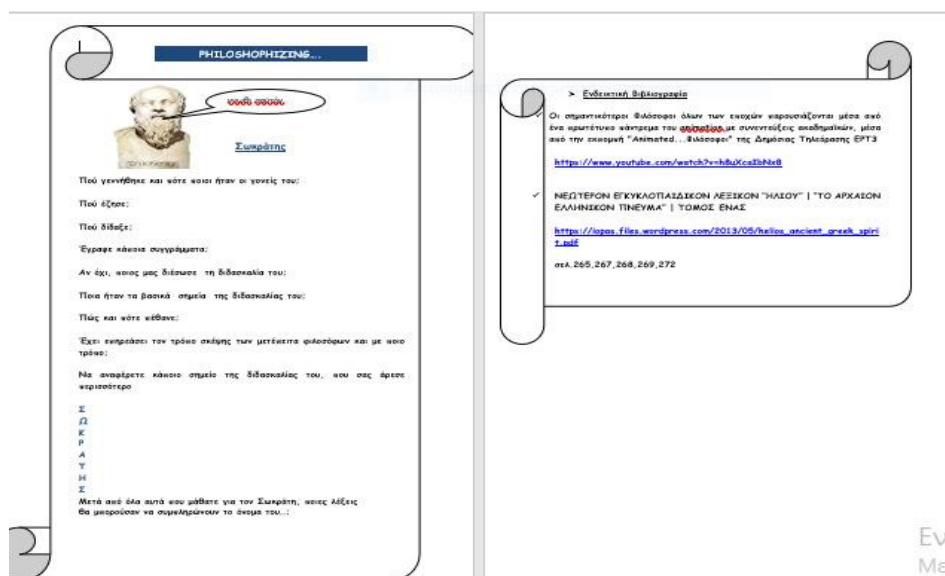 PHILOSHOPHIZING...
Σωκράτης
Πού γεννήθηκε και πότε ποιοι ήταν οι γονείς του;
Πού έζησε;
Πού δίδαξε;
Έγραψε κάποια συγγράμματα;
Αν όχι, ποιος μας διέσωσε τη διδασκαλία του;
Ποια ήταν τα βασικά σημεία της διδασκαλίας του;
Πώς και πότε πέθανε;
Έχει επηρεάσει τον τρόπο σκέψης των μετέπειτα φιλοσόφων και με ποιο
τρόπο;
Να αναφέρετε κάποιο σημείο της διδασκαλίας του, που σας άρεσε
περισσότερο
Σ
Ω
Κ
Ρ
Α
Τ
Η
Σ
Μετά από όλα αυτά που μάθατε για τον Σωκράτη, ποιες λέξεις
θα μπορούσαν να συμπληρώνουν το όνομα του..;
➢ Ενδεικτική Βιβλιογραφία
✓ Οι σημαντικότεροι Φιλόσοφοι όλων των εποχών παρουσιάζονται μέσα από
ένα πρωτότυπο πάντρεμα του animation με συνεντεύξεις ακαδημαϊκών, μέσα
από την εκπομπή "Animated...Φιλόσοφοι" της Δημόσιας Τηλεόρασης ΕΡΤ3
https://www.youtube.com/watch?v=h8uXcaIbNx8
✓ ΝΕΩΤΕΡΟΝ ΕΓΚΥΚΛΟΠΑΙΔΙΚΟΝ ΛΕΞΙΚΟΝ "ΗΛΙΟΥ" | "ΤΟ ΑΡΧΑΙΟΝ
ΕΛΛΗΝΙΚΟΝ ΠΝΕΥΜΑ" | ΤΟΜΟΣ ΕΝΑΣ
https://iapas.files.wordpress.com/2013/05/helios_ancient_greek_spiri
t.pdf
σελ.265,267,268,269,272
Εν
Με